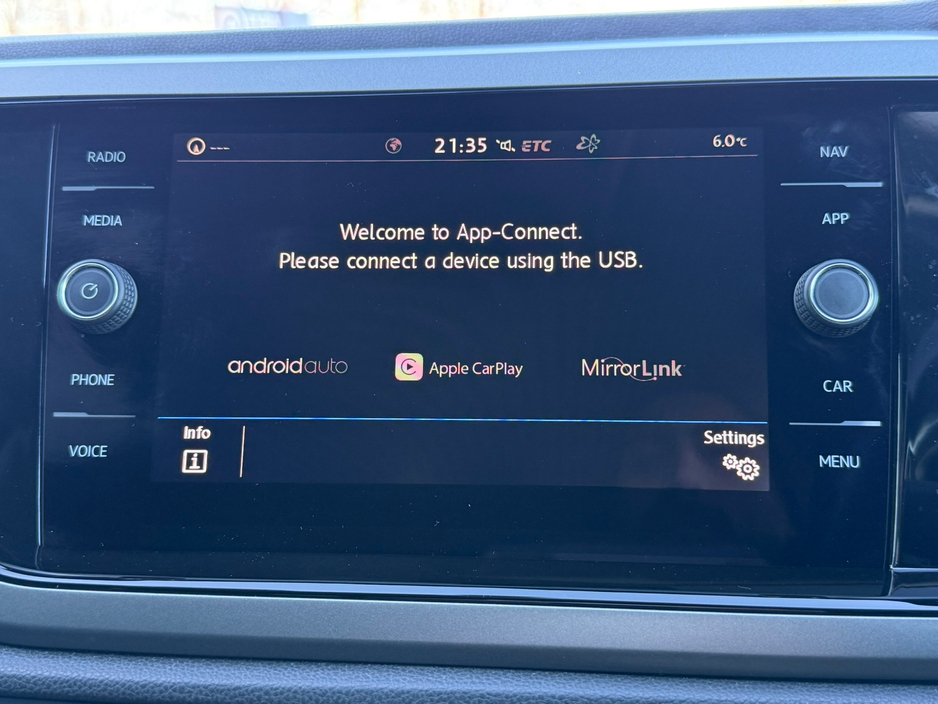 RADIO
MEDIA
PHONE
VOICE
21:35 ETC 6.0°C
Welcome to App-Connect.
Please connect a device using the USB.
androidauto
Apple CarPlay
MirrorLink
Info
i
Settings
NAV
APP
CAR
MENU